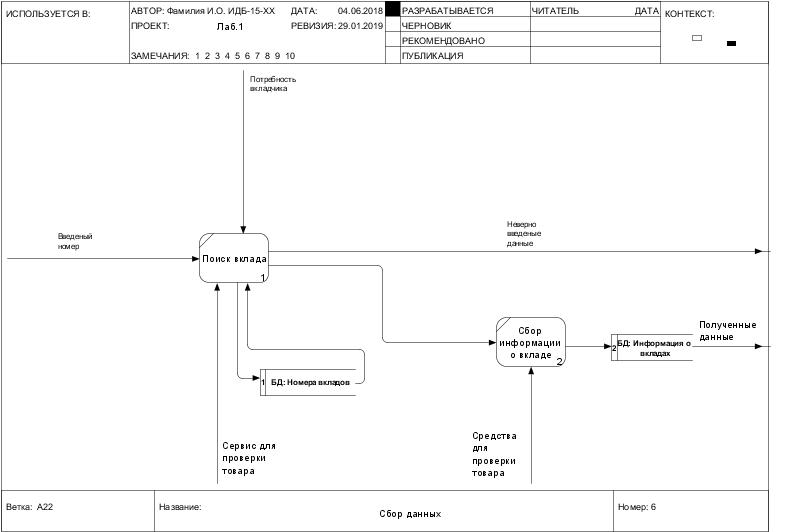 ИСПОЛЬЗУЕТСЯ В:
АВТОР: Фамилия И.О. ИДБ-15-XX
ДАТА: 04.06.2018
ПРОЕКТ: Лаб.1
РЕВИЗИЯ: 29.01.2019
ЗАМЕЧАНИЯ: 1 2 3 4 5 6 7 8 9 10
РАЗРАБАТЫВАЕТСЯ
ЧЕРНОВИК
РЕКОМЕНДОВАНО
ПУБЛИКАЦИЯ
ЧИТАТЕЛЬ ДАТА
КОНТЕКСТ:
Потребность
вкладчика
Введеный
номер
Неверно
введеные
данные
Поиск вклада
1
Сбор
информации
о вкладе
2
Полученные
данные
2
БД: Информация о
вкладах
1
БД: Номера вкладов
Сервис для
проверки
товара
Средства
для
проверки
товара
Ветка: A22
Название:
Сбор данных
Номер: 6